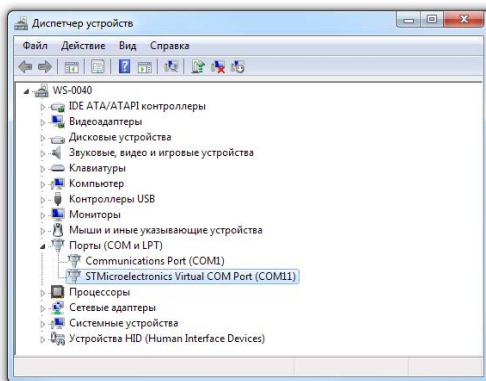 Диспетчер устройств
Файл Действие Вид Справка
WS-0040
IDE ATA/ATAPI контроллеры
Видеоадаптеры
Дисковые устройства
Звуковые, видео и игровые устройства
Клавиатуры
Компьютер
Контроллеры USB
Мониторы
Мыши и иные указывающие устройства
Порты (COM и LPT)
Communications Port (COM1)
STMicroelectronics Virtual COM Port (COM11)
Процессоры
Сетевые адаптеры
Системные устройства
Устройства HID (Human Interface Devices)